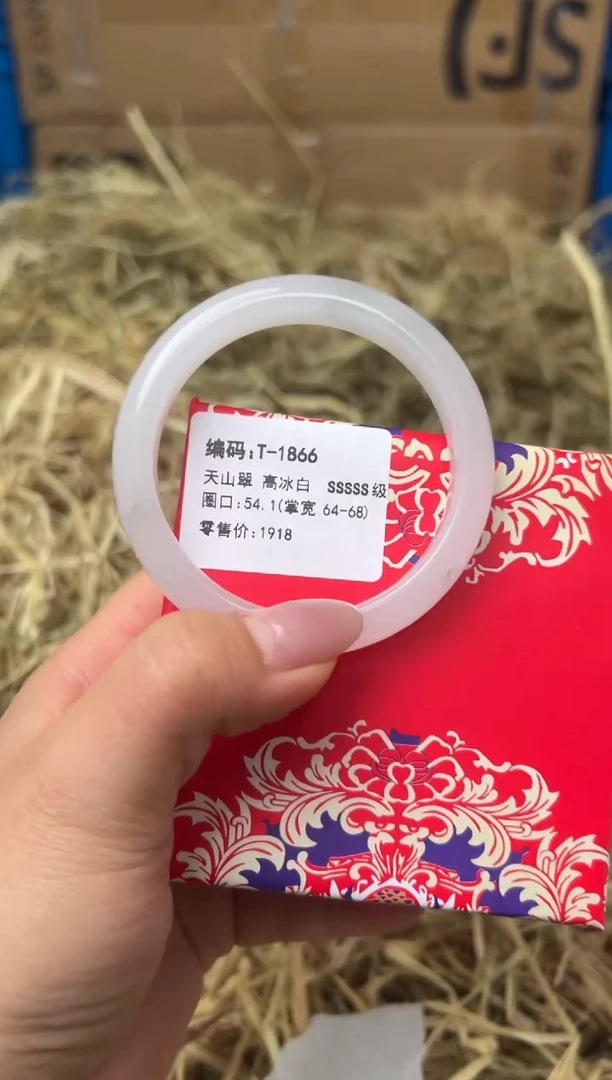 SF
编码:T-1866
天山翠 高冰白 SSSSS级
圈口:54.1(掌宽 64-68)
零售价:1918